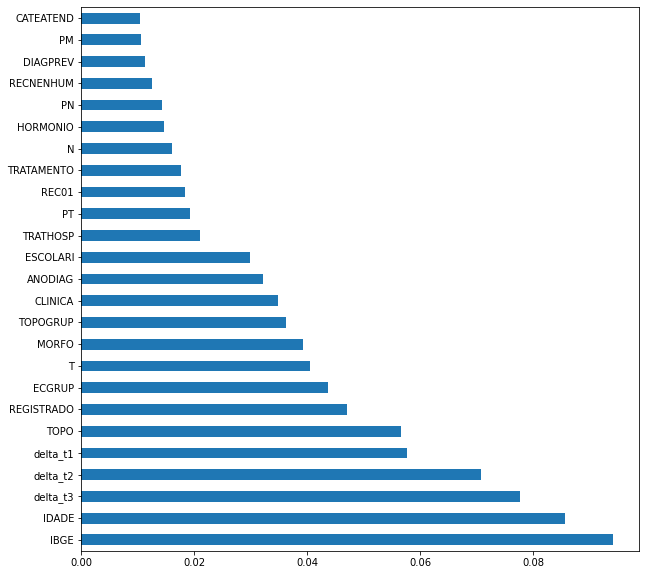 CATEATEND
PM
DIAGPREV
RECNENHUM
PN
HORMONIO
N
TRATAMENTO
REC01
PT
TRATHOSP
ESCOLARI
ANODIAG
CLINICA
TOPOGRUP
MORFO
T
ECGRUP
REGISTRADO
TOPO
delta_t1
delta_t2
delta_t3
IDADE
IBGE
0.00 0.02 0.04 0.06 0.08